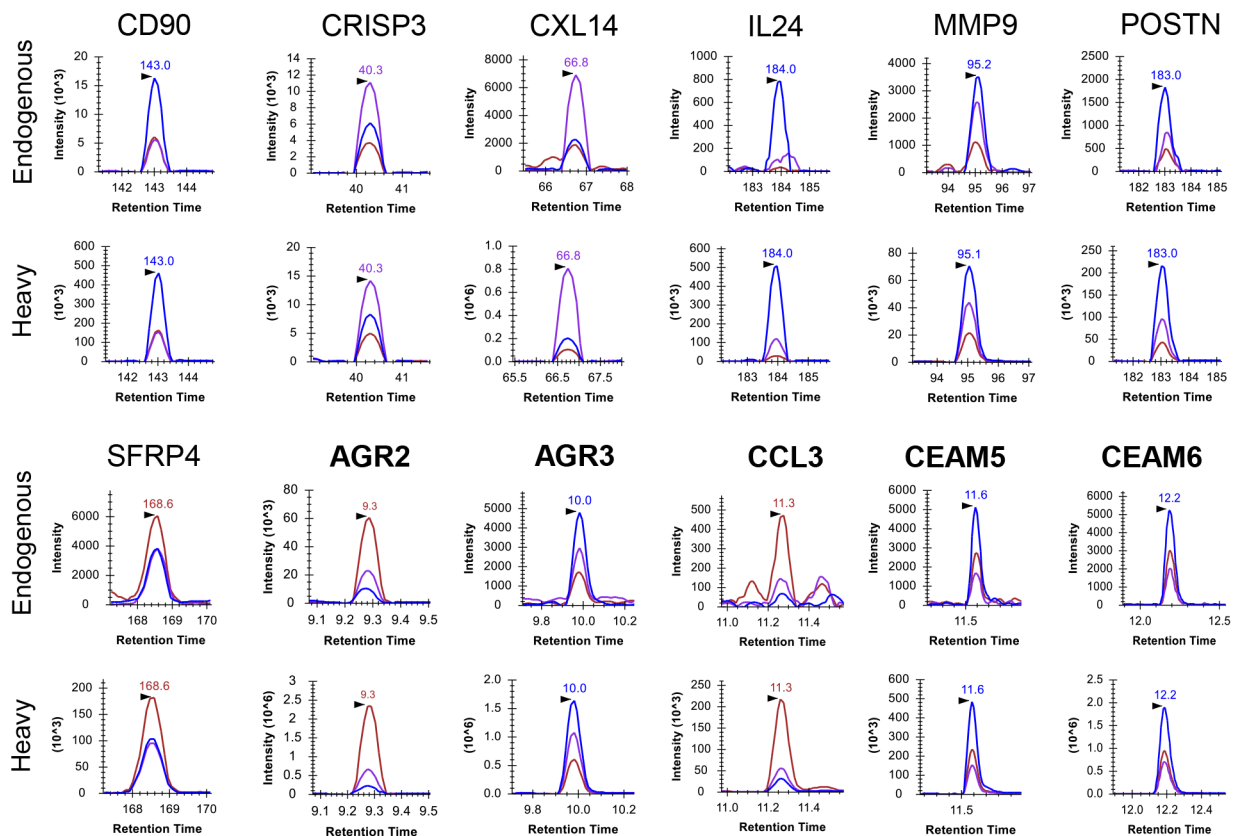 CD90 CRISP3 CXL14 IL24 MMP9 POSTN
Endogenous
Intensity (10^3)
20
15
10
5
0
143.0
142 143 144
Retention Time
Intensity (10^3)
14
12
10
8
6
4
2
0
40.3
40 41
Retention Time
Intensity
8000
6000
4000
2000
0
66.8
66 67 68
Retention Time
Intensity
1000
800
600
400
200
0
184.0
183 184 185
Retention Time
Intensity
4000
3000
2000
1000
0
95.2
94 95 96 97
Retention Time
Intensity
2500
2000
1500
1000
500
0
183.0
182 183 184 185
Retention Time
Heavy
(10^3)
600
500
400
300
200
100
0
143.0
142 143 144
Retention Time
(10^3)
20
15
10
5
0
40.3
40 41
Retention Time
(10^6)
1.0
0.8
0.6
0.4
0.2
0.0
66.8
65.5 66.5 67.5
Retention Time
(10^3)
600
500
400
300
200
100
0
184.0
183 184 185
Retention Time
(10^3)
80
60
40
20
0
95.1
94 95 96 97
Retention Time
(10^3)
250
200
150
100
50
0
183.0
182 183 184 185
Retention Time
SFRP4 AGR2 AGR3 CCL3 CEAM5 CEAM6
Endogenous
Intensity
6000
4000
2000
0
168.6
168 169 170
Retention Time
Intensity (10^3)
80
60
40
20
0
9.3
9.1 9.2 9.3 9.4 9.5
Retention Time
Intensity
5000
4000
3000
2000
1000
0
10.0
9.8 10.0 10.2
Retention Time
Intensity
500
400
300
200
100
0
11.3
11.0 11.2 11.4
Retention Time
Intensity
6000
5000
4000
3000
2000
1000
0
11.6
11.5
Retention Time
Intensity
6000
5000
4000
3000
2000
1000
0
12.2
12.0 12.5
Retention Time
Heavy
(10^3)
200
150
100
50
0
168.6
168 169 170
Retention Time
Intensity (10^6)
3
2.5
2
1.5
1
0.5
0
9.3
9.1 9.2 9.3 9.4 9.5
Retention Time
(10^6)
2.0
1.5
1.0
0.5
0.0
10.0
9.8 10.0 10.2
Retention Time
Intensity (10^3)
250
200
150
100
50
0
11.3
11.0 11.2 11.4
Retention Time
(10^3)
600
500
400
300
200
100
0
11.6
11.5
Retention Time
(10^6)
2.5
2.0
1.5
1.0
0.5
0.0
12.2
12.0 12.2 12.4
Retention Time